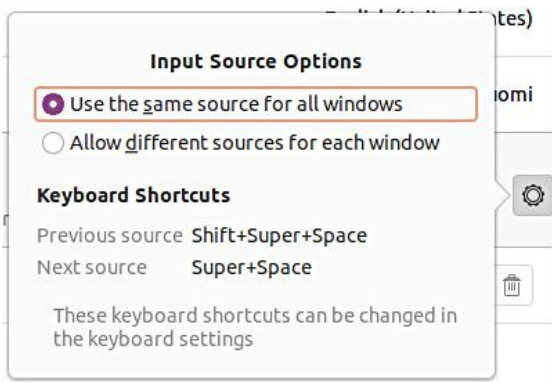 Input Source Options
Use the same source for all windows
Allow different sources for each window
Keyboard Shortcuts
Previous source Shift+Super+Space
Next source Super+Space
These keyboard shortcuts can be changed in
the keyboard settings